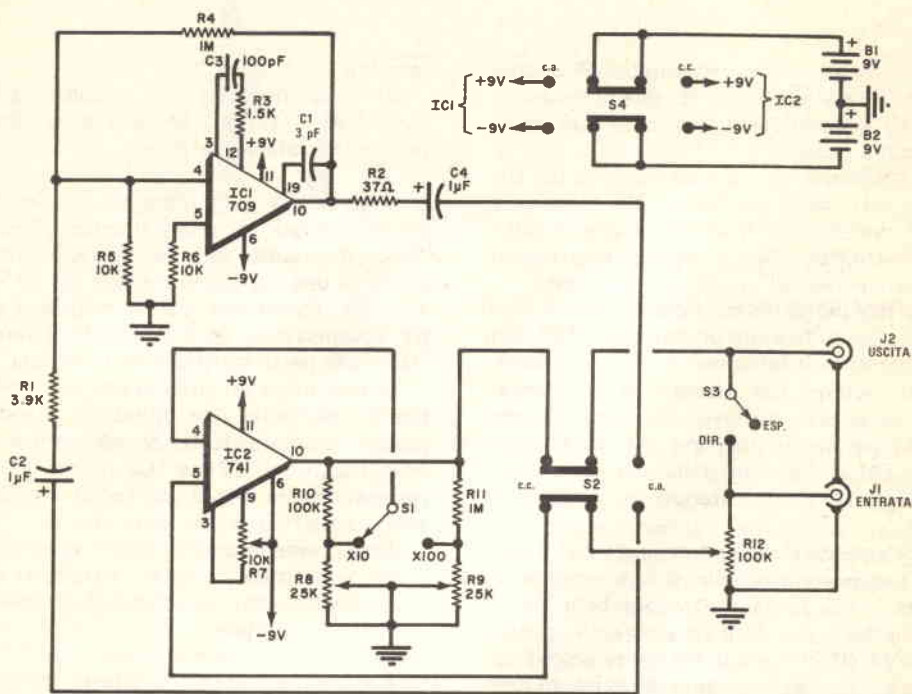 R4
1M
C3
100pF
R3
1.5K
C1
3 pF
+9V
3
12
11
19
4
IC1
709
10
5
6
-9V
R5
10K
R6
10K
R2
37Ω
C4
1µF
+
c.a.
c.c.
+9V
-9V
IC1
S4
+9V
-9V
IC2
+
B1
9V
+
B2
9V
R1
3.9K
C2
1µF
+
+9V
4
11
IC2
741
10
5
9
6
3
10K
R7
-9V
R10
100K
S1
X10
X100
R11
1M
R8
25K
R9
25K
c.c.
S2
c.a.
J2
USCITA
S3
ESP.
DIR.
J1
ENTRATA
R12
100K